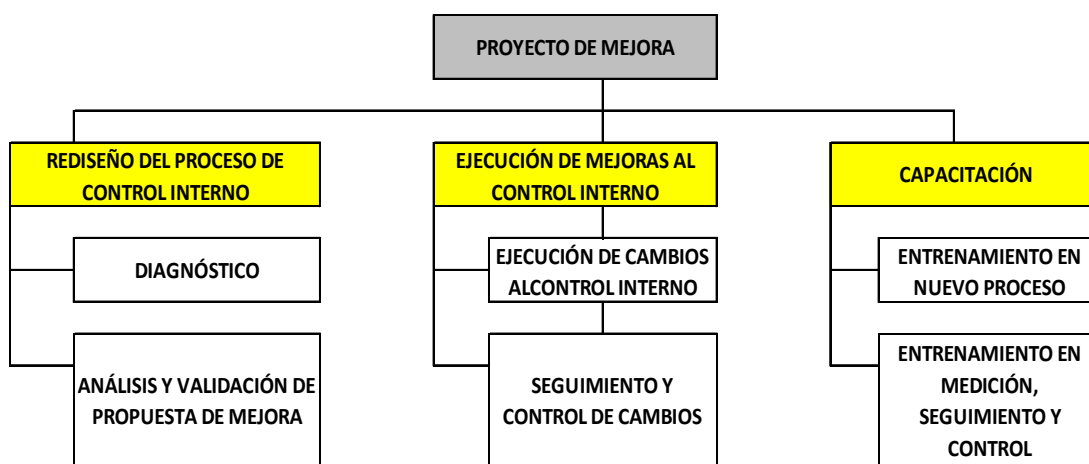 PROYECTO DE MEJORA
REDISEÑO DEL PROCESO DE
CONTROL INTERNO
EJECUCIÓN DE MEJORAS AL
CONTROL INTERNO
CAPACITACIÓN
DIAGNÓSTICO
EJECUCIÓN DE CAMBIOS
ALCONTROL INTERNO
ENTRENAMIENTO EN
NUEVO PROCESO
ANÁLISIS Y VALIDACIÓN DE
PROPUESTA DE MEJORA
SEGUIMIENTO Y
CONTROL DE CAMBIOS
ENTRENAMIENTO EN
MEDICIÓN,
SEGUIMIENTO Y
CONTROL